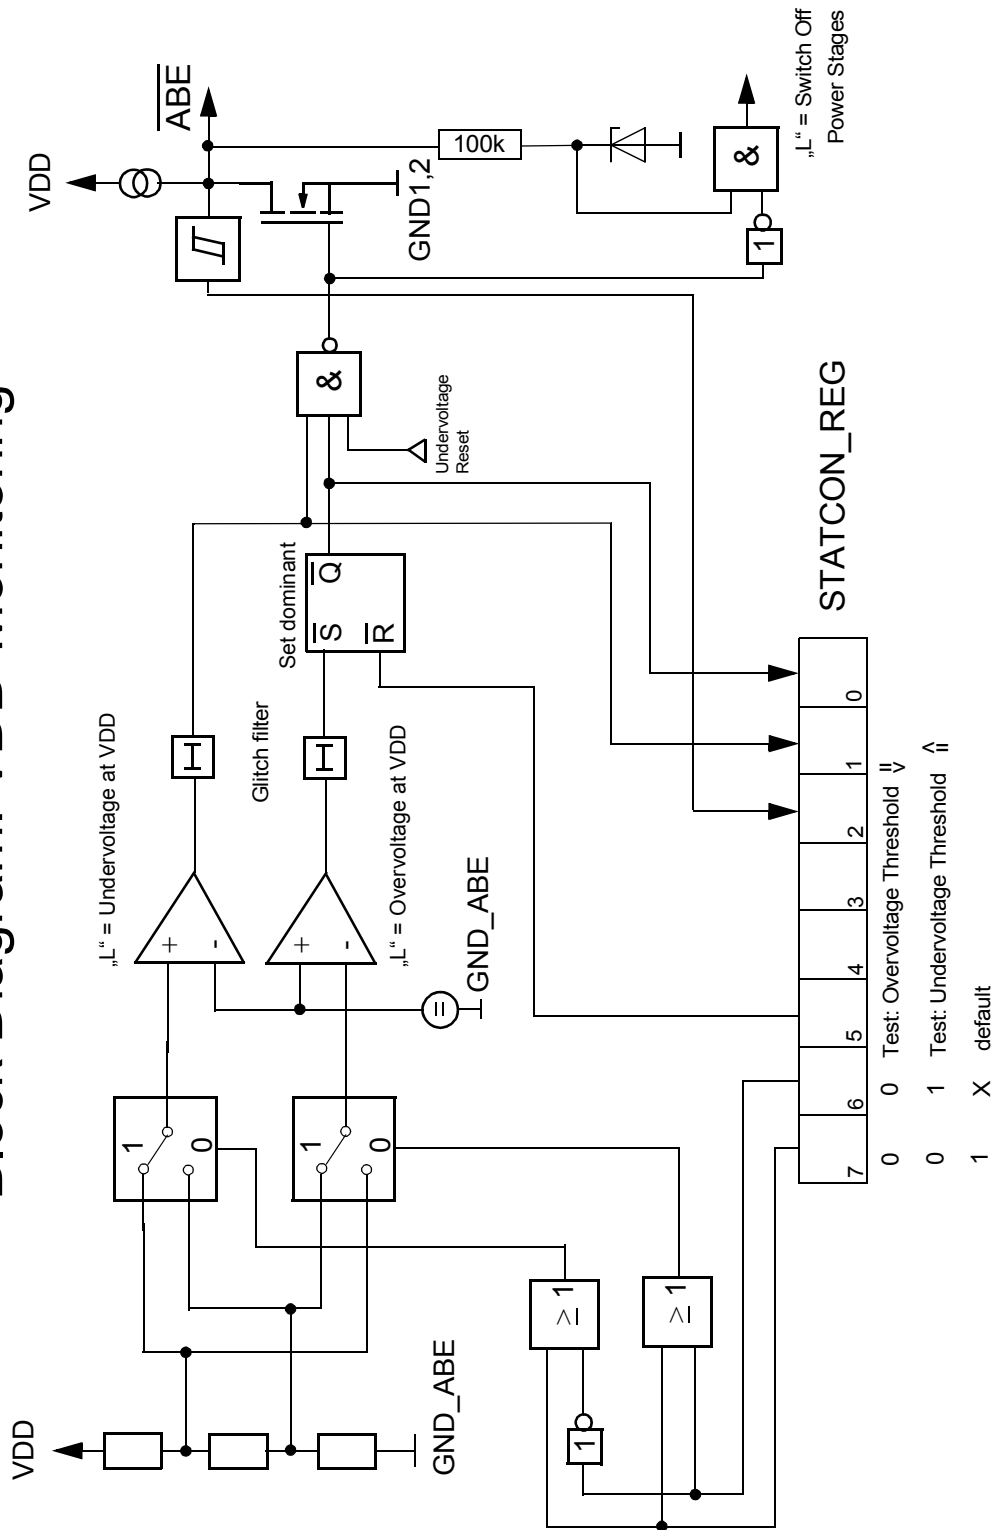 Block Diagram VDD-Monitoring
VDD
VDD
„L“ = Undervoltage at VDD
1
0
+
-
I
ABE
Glitch filter
Set dominant
1
0
+
-
I
S
R
Q
&
100k
„L“ = Overvoltage at VDD
GND1,2
GND_ABE
=
GND_ABE
Undervoltage
Reset
≥ 1
1
≥ 1
1
&
„L“ = Switch Off
Power Stages
STATCON_REG
7
6
5
4
3
2
1
0
0 0 Test: Overvoltage Threshold
0 1 Test: Undervoltage Threshold
1 X default